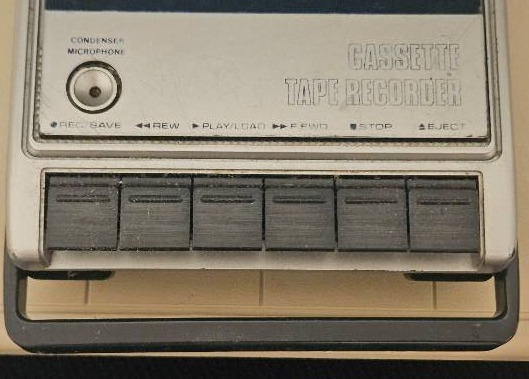 CONDENSER
MICROPHONE
CASSETTE
TAPE RECORDER
●REC/SAVE ◀◀REW ▶PLAY/LOAD ▶▶F.FWD ■STOP ▲EJECT